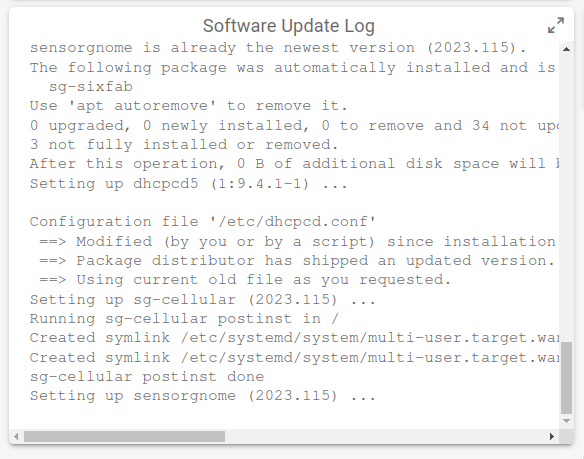 Software Update Log
sensorgnome is already the newest version (2023.115).
The following package was automatically installed and is
sg-sixfab
Use 'apt autoremove' to remove it.
0 upgraded, 0 newly installed, 0 to remove and 34 not
3 not fully installed or removed.
After this operation, 0 B of additional disk space will
Setting up dhcpcd5 (1:9.4.1-1) ...
Configuration file '/etc/dhcpcd.conf'
==> Modified (by you or by a script) since installation
==> Package distributor has shipped an updated version.
==> Using current old file as you requested.
Setting up sg-cellular (2023.115) ...
Running sg-cellular postinst in /
Created symlink /etc/systemd/system/multi-user.target.wa
Created symlink /etc/systemd/system/multi-user.target.wa
sg-cellular postinst done
Setting up sensorgnome (2023.115) ...